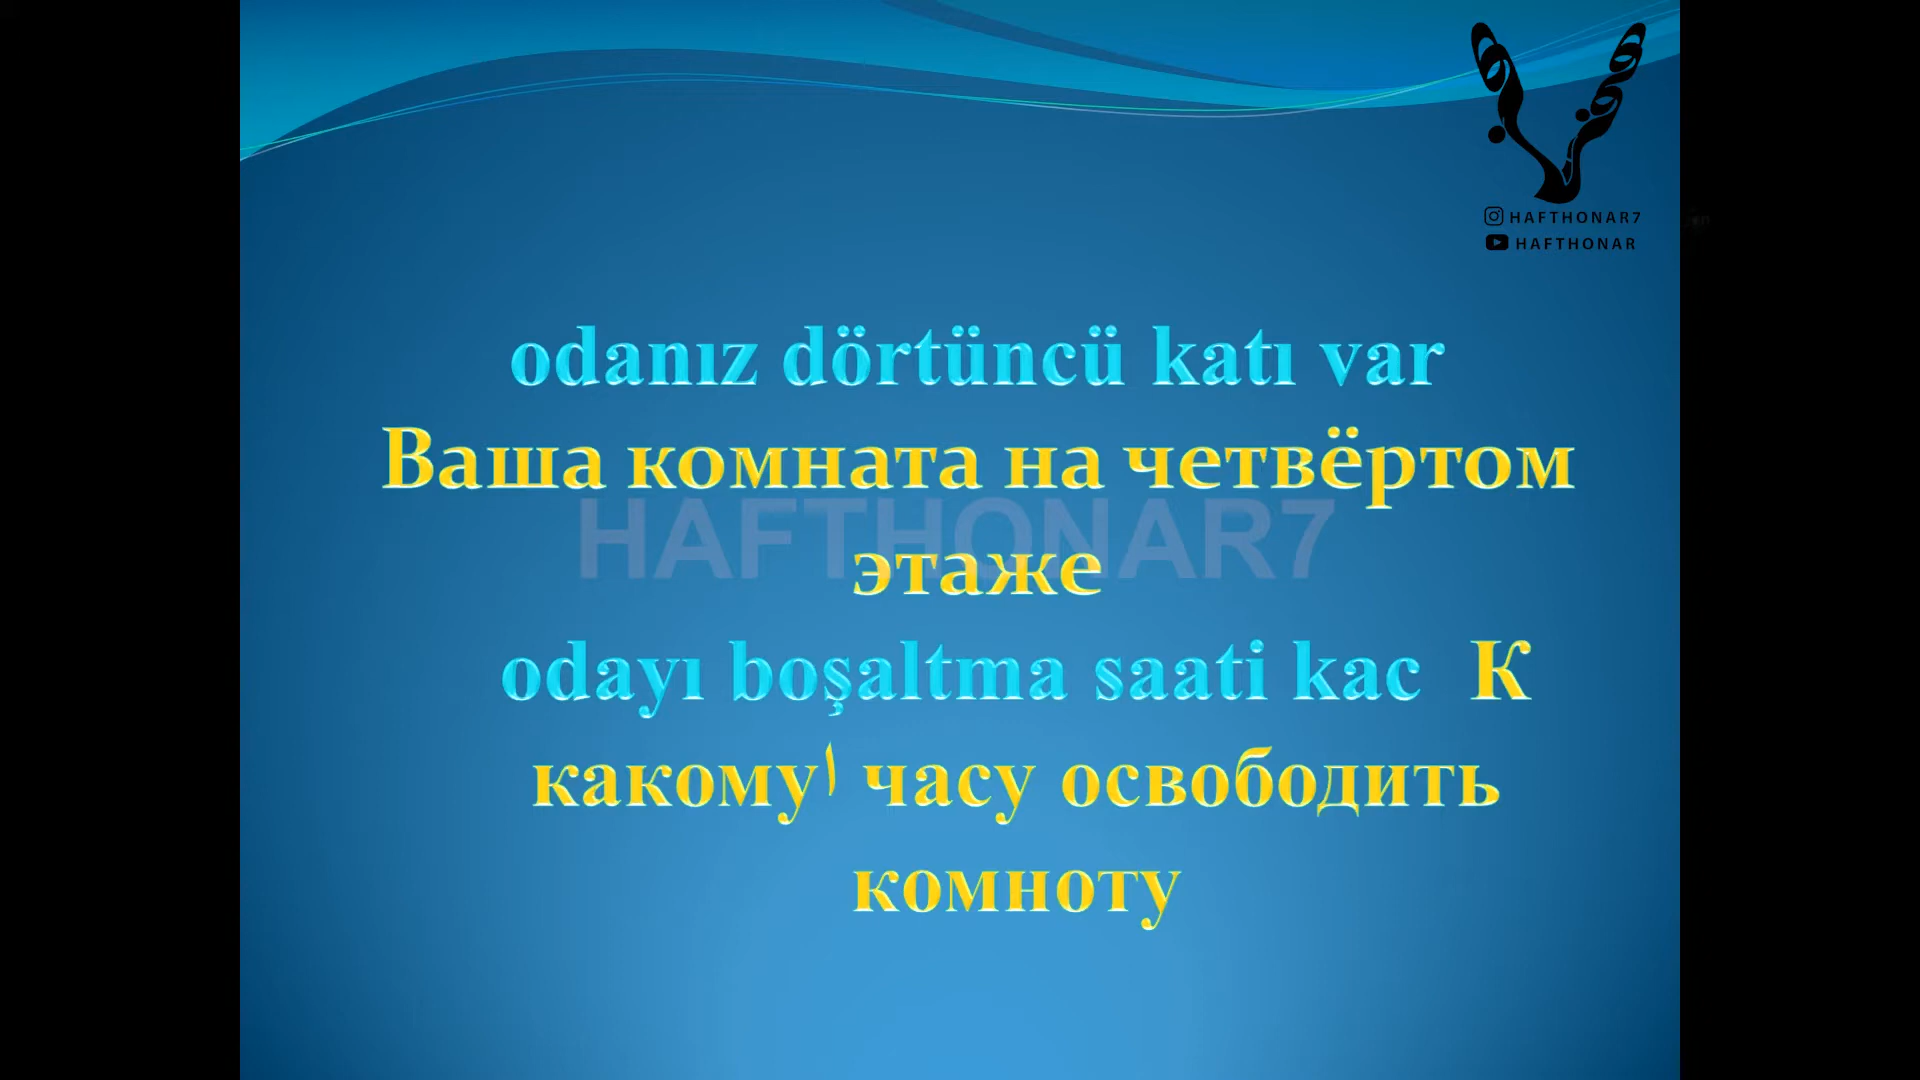 HAFTHONAR7
HAFTHONAR
odanız dörtüncü katı var
Ваша комната на четвёртом
HAFTHONAR7
этаже
odayı boşaltma saati kac К
какому/ часу освободить
комноту